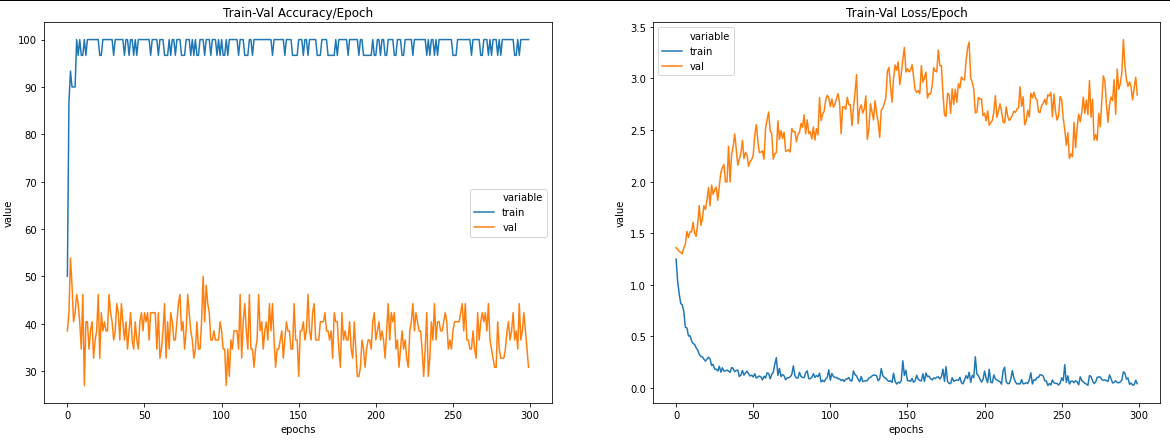 Train-Val Accuracy/Epoch
value
100
90
80
70
60
50
40
30
variable
train
val
0
50
100
150
200
250
300
epochs
Train-Val Loss/Epoch
value
3.5
3.0
2.5
2.0
1.5
1.0
0.5
0.0
variable
train
val
0
50
100
150
200
250
300
epochs